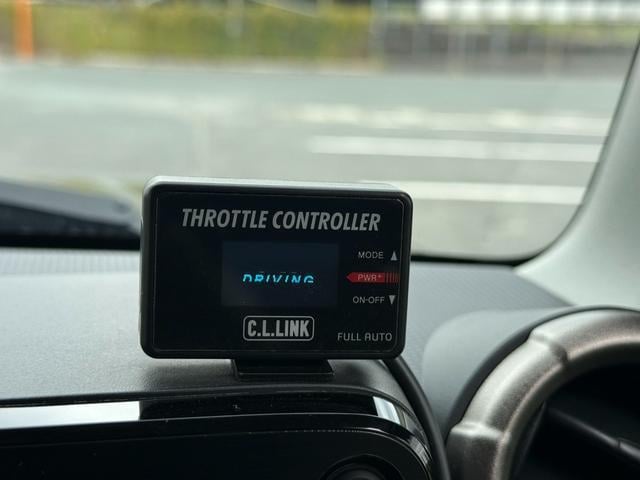 THROTTLE CONTROLLER
MODE ▲
DRIVING
PWR+
ON-OFF ▼
C.L.LINK
FULL AUTO